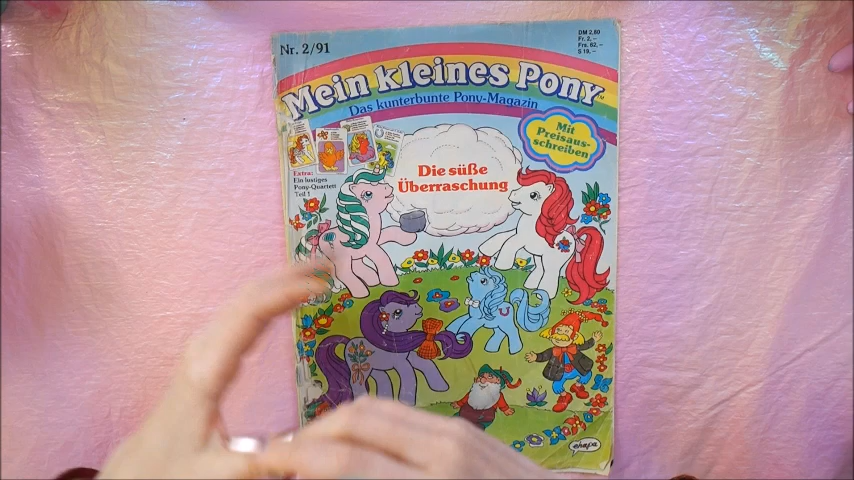 Nr. 2/91
DM 2,80
Fr. 2,–
Frs. 62,–
S 19,–
Mein kleines Pony
Das kunterbunte Pony-Magazin
Mit
Preisaus-
schreiben
Die süße
Überraschung
Extra:
Ein lustiges
Pony-Quartett
Teil 1
ehapa